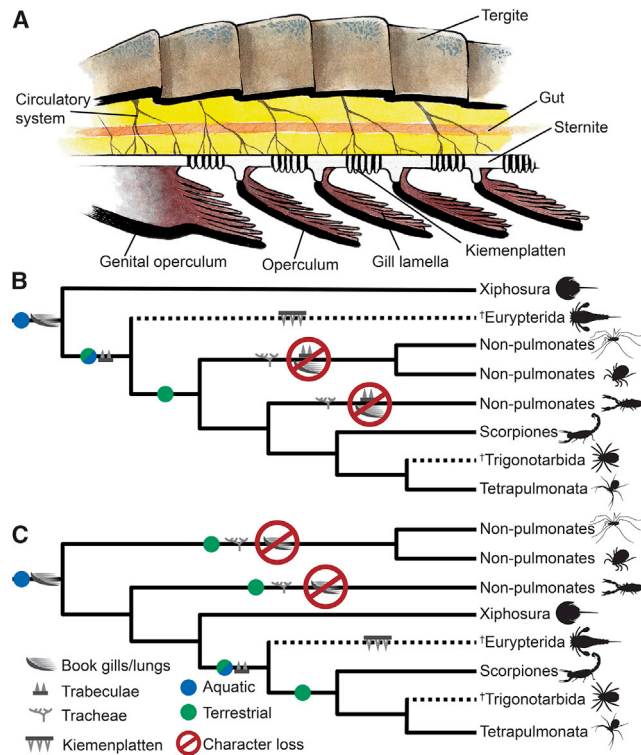 A
Tergite
Circulatory
system
Gut
Sternite
Genital operculum
Operculum
Gill lamella
Kiemenplatten
B
Xiphosura
†Eurypterida
Non-pulmonates
Non-pulmonates
Non-pulmonates
Scorpiones
†Trigonotarbida
Tetrapulmonata
C
Non-pulmonates
Non-pulmonates
Non-pulmonates
Xiphosura
†Eurypterida
Scorpiones
†Trigonotarbida
Tetrapulmonata
Book gills/lungs
Trabeculae
Tracheae
Kiemenplatten
Aquatic
Terrestrial
Character loss